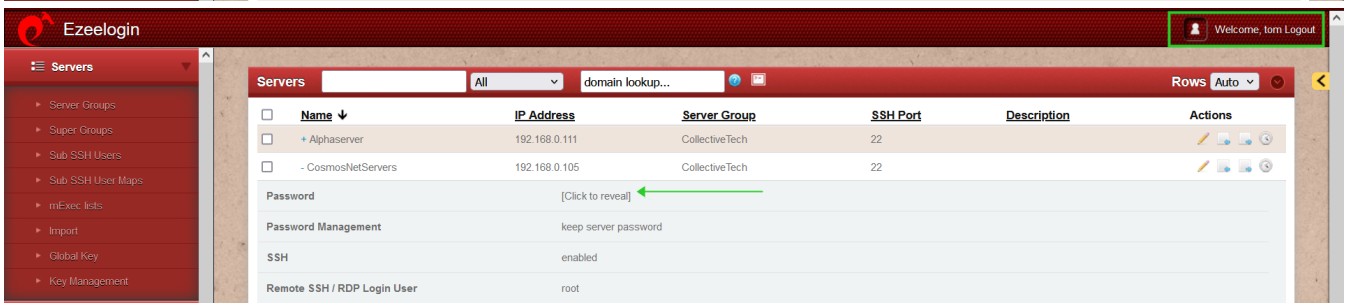 Ezeelogin
Welcome, tom Logout
Servers
Server Groups
Super Groups
Sub SSH Users
Sub SSH User Maps
mExec lists
Import
Global Key
Key Management
Servers All domain lookup... Rows Auto
Name IP Address Server Group SSH Port Description Actions
+ Alphaserver 192.168.0.111 CollectiveTech 22
- CosmosNetServers 192.168.0.105 CollectiveTech 22
Password [Click to reveal]
Password Management keep server password
SSH enabled
Remote SSH / RDP Login User root